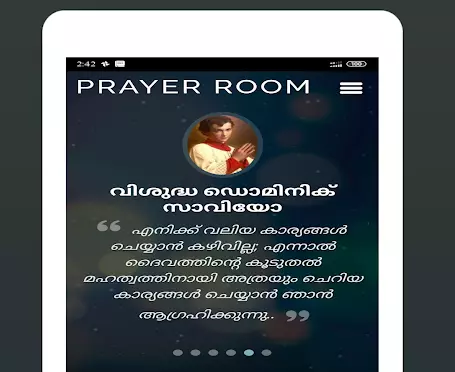 2:42
100
PRAYER ROOM
വിശുദ്ധ ഡൊമിനിക്
സാവിയോ
“ എനിക്ക് വലിയ കാര്യങ്ങൾ
ചെയ്യാൻ കഴിവില്ല; എന്നാൽ
ദൈവത്തിന്റെ കൂടുതൽ
മഹത്വത്തിനായി അത്രയും ചെറിയ
കാര്യങ്ങൾ ചെയ്യാൻ ഞാൻ
ആഗ്രഹിക്കുന്നു.. ”